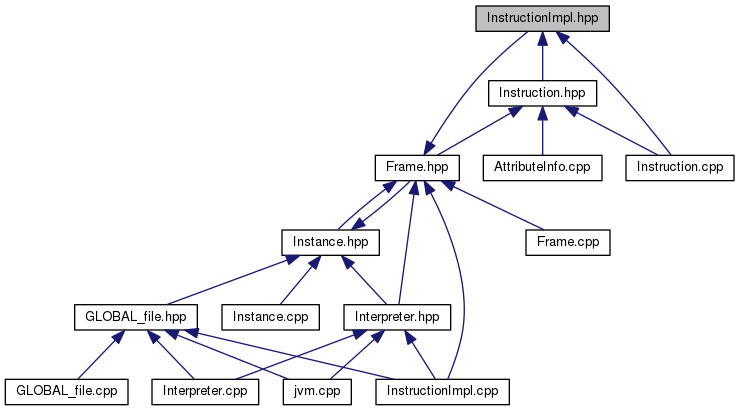 InstructionImpl.hpp
Instruction.hpp
Frame.hpp
AttributeInfo.cpp
Instruction.cpp
Instance.hpp
Frame.cpp
GLOBAL_file.hpp
Instance.cpp
Interpreter.hpp
GLOBAL_file.cpp
Interpreter.cpp
jvm.cpp
InstructionImpl.cpp